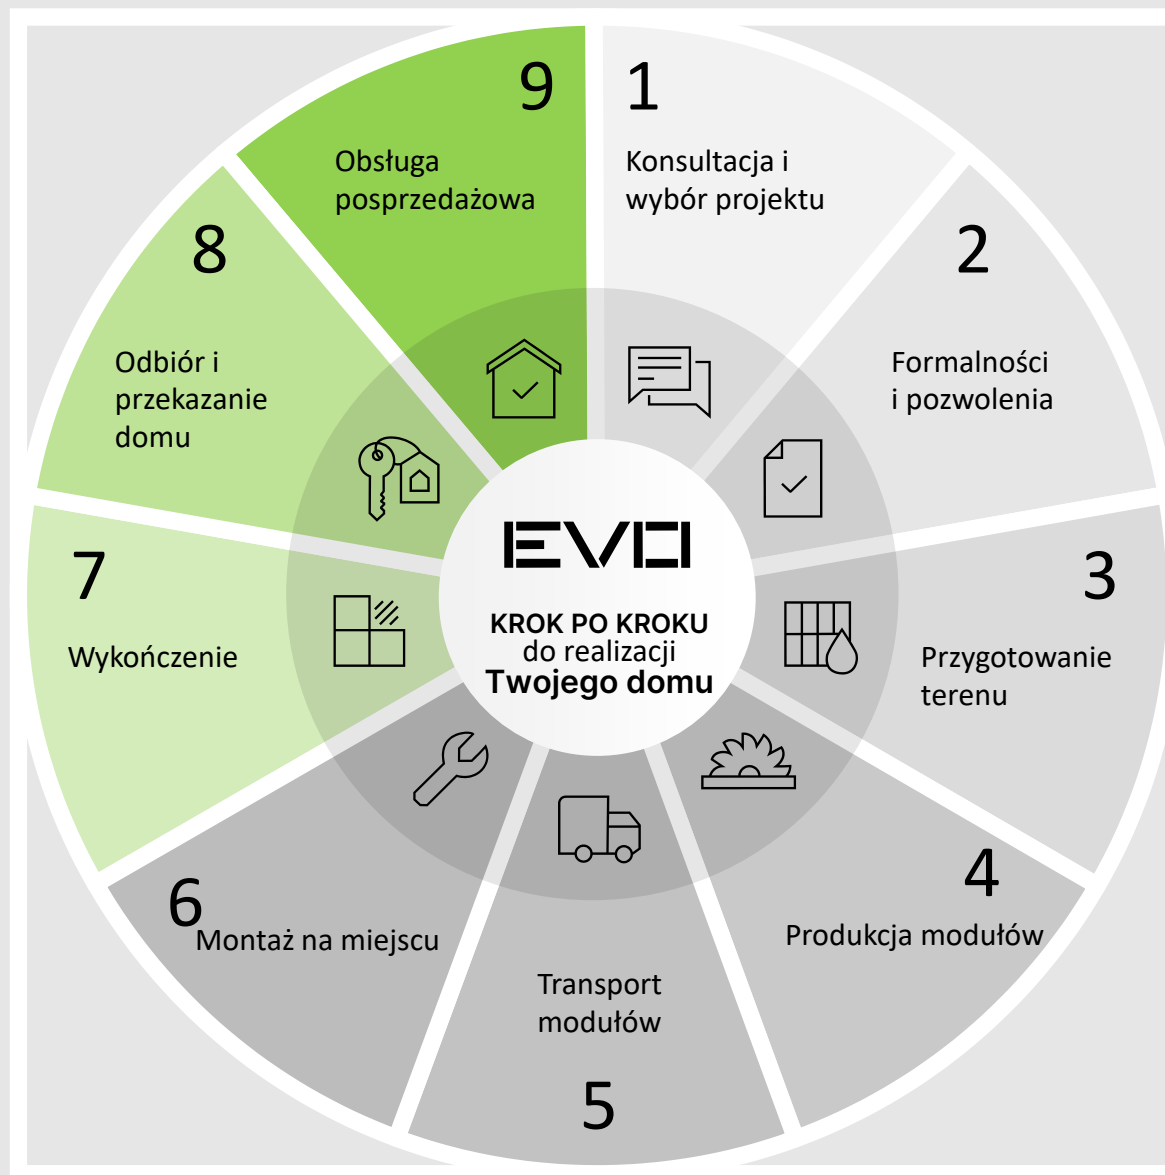 1
Konsultacja i
wybór projektu
2
Formalności
i pozwolenia
3
Przygotowanie
terenu
4
Produkcja modułów
5
Transport
modułów
6
Montaż na miejscu
7
Wykończenie
8
Odbiór i
przekazanie
domu
9
Obsługa
posprzedażowa
EVO
KROK PO KROKU
do realizacji
Twojego domu